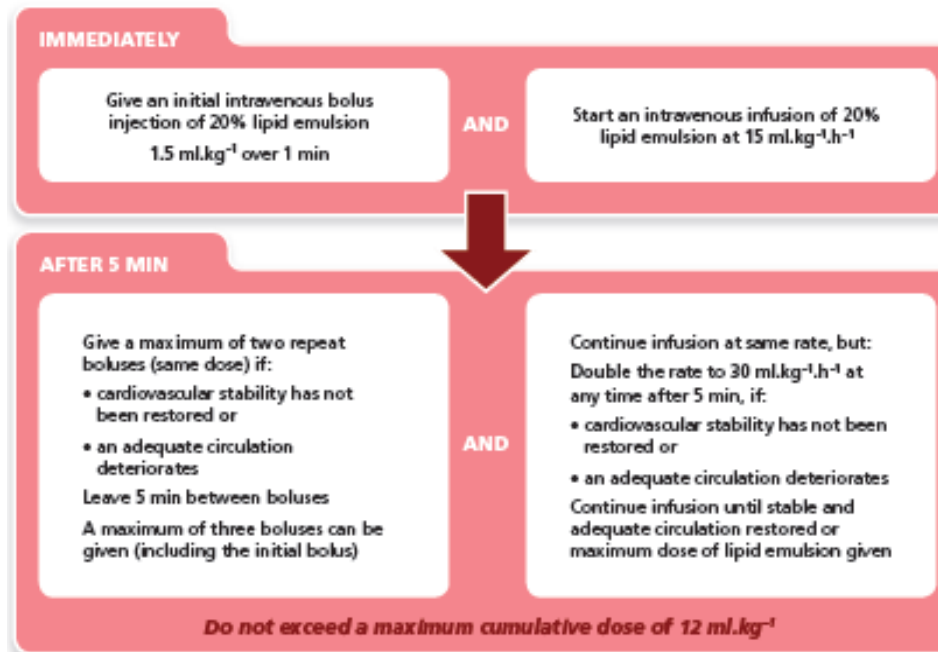 IMMEDIATELY
Give an initial intravenous bolus
injection of 20% lipid emulsion
1.5 ml.kg⁻¹ over 1 min
AND
Start an intravenous infusion of 20%
lipid emulsion at 15 ml.kg⁻¹.h⁻¹
AFTER 5 MIN
Give a maximum of two repeat
boluses (same dose) if:
• cardiovascular stability has not
been restored or
• an adequate circulation
deteriorates
Leave 5 min between boluses
A maximum of three boluses can be
given (including the initial bolus)
AND
Continue infusion at same rate, but:
Double the rate to 30 ml.kg⁻¹.h⁻¹ at
any time after 5 min, if:
• cardiovascular stability has not been
restored or
• an adequate circulation deteriorates
Continue infusion until stable and
adequate circulation restored or
maximum dose of lipid emulsion given
Do not exceed a maximum cumulative dose of 12 ml.kg⁻¹